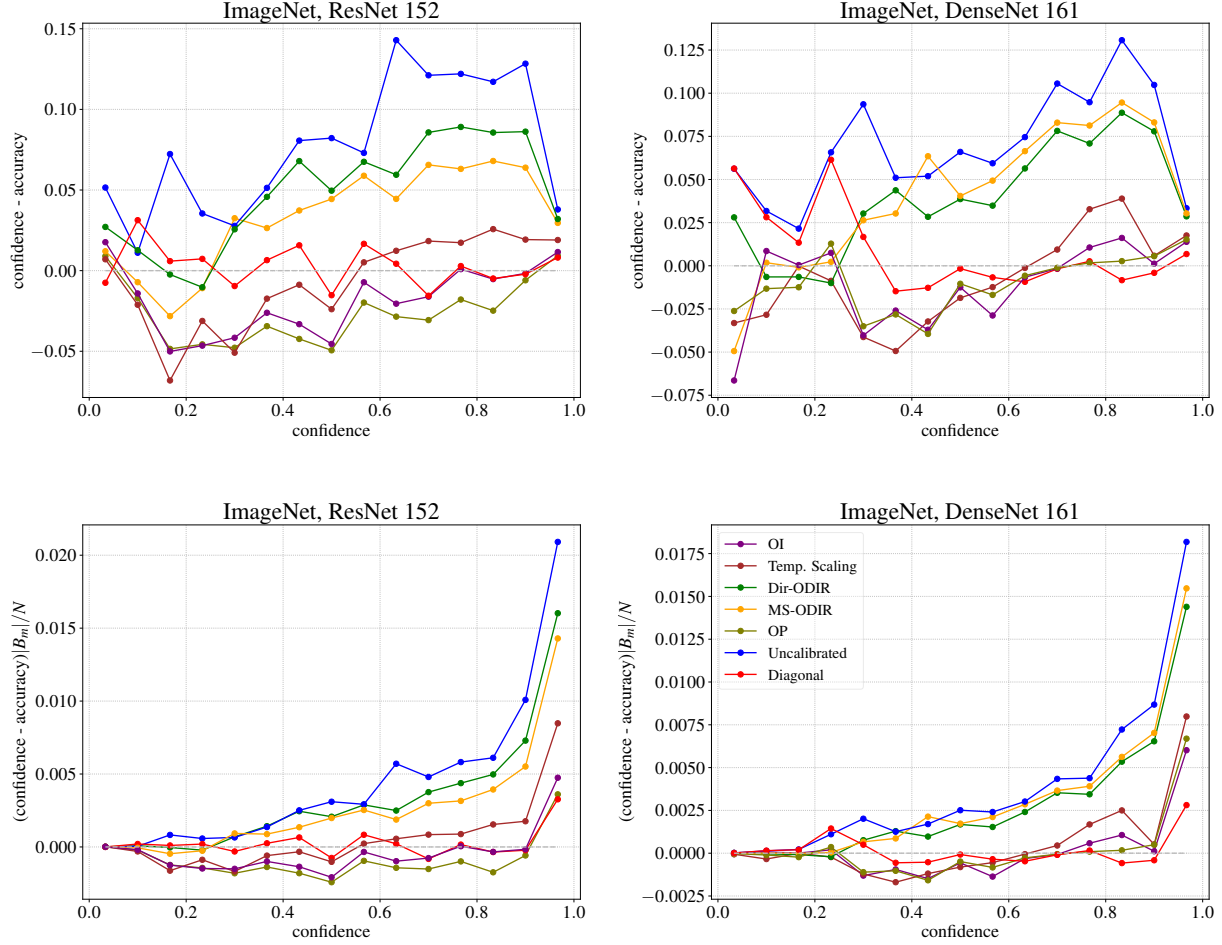 ImageNet, ResNet 152
0.15
0.10
0.05
0.00
−0.05
confidence - accuracy
0.0 0.2 0.4 0.6 0.8 1.0
confidence
ImageNet, DenseNet 161
0.125
0.100
0.075
0.050
0.025
0.000
−0.025
−0.050
−0.075
confidence - accuracy
0.0 0.2 0.4 0.6 0.8 1.0
confidence
ImageNet, ResNet 152
0.020
0.015
0.010
0.005
0.000
(confidence - accuracy)|B_m|/N
0.0 0.2 0.4 0.6 0.8 1.0
confidence
ImageNet, DenseNet 161
0.0175
0.0150
0.0125
0.0100
0.0075
0.0050
0.0025
0.0000
−0.0025
(confidence - accuracy)|B_m|/N
OI
Temp. Scaling
Dir-ODIR
MS-ODIR
OP
Uncalibrated
Diagonal
0.0 0.2 0.4 0.6 0.8 1.0
confidence